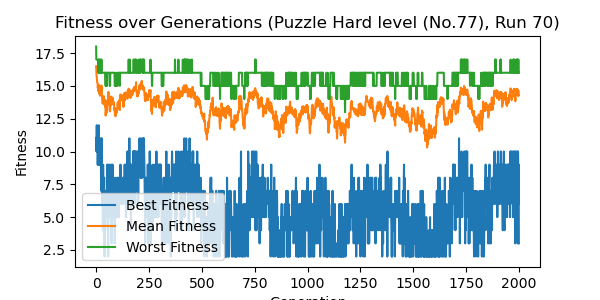 Fitness over Generations (Puzzle Hard level (No.77), Run 70)
17.5
15.0
12.5
10.0
7.5
5.0
2.5
Fitness
Best Fitness
Mean Fitness
Worst Fitness
0 250 500 750 1000 1250 1500 1750 2000
Generation